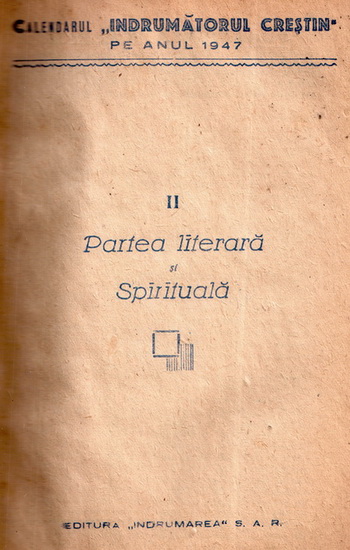 CALENDARUL „INDRUMĂTORUL CREŞTIN"
PE ANUL 1947
II
Partea literară
şi
Spirituală
EDITURA „INDRUMAREA" S. A. R.